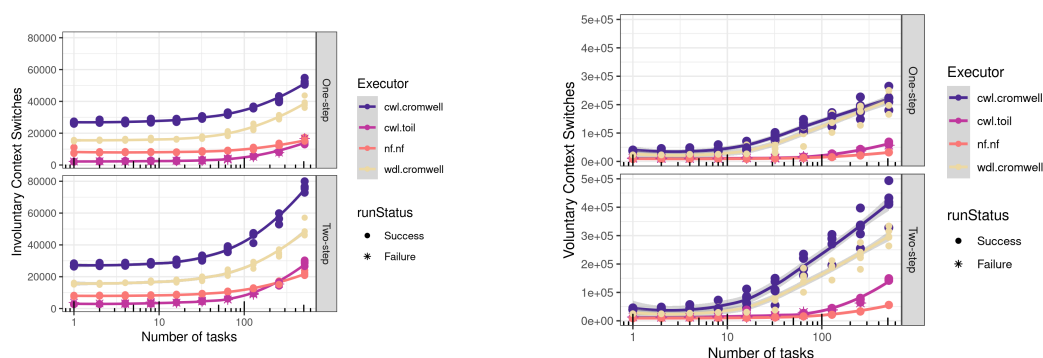 Involuntary Context Switches
80000
60000
40000
20000
0
One-step
80000
60000
40000
20000
0
Two-step
1
10
100
Number of tasks
Executor
cwl.cromwell
cwl.toil
nf.nf
wdl.cromwell
runStatus
Success
Failure
Voluntary Context Switches
5e+05
4e+05
3e+05
2e+05
1e+05
0e+00
One-step
5e+05
4e+05
3e+05
2e+05
1e+05
0e+00
Two-step
1
10
100
Number of tasks
Executor
cwl.cromwell
cwl.toil
nf.nf
wdl.cromwell
runStatus
Success
Failure